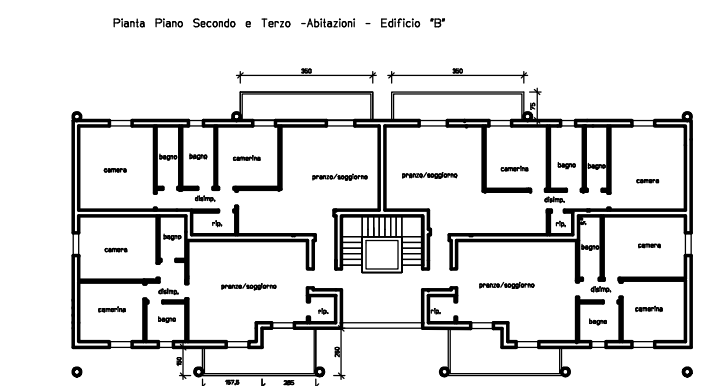 Pianta Piano Secondo e Terzo -Abitazioni - Edificio "B"
350 350
75
bagno bagno camerina camerina bagno bagno
camera pranzo/soggiorno pranzo/soggiorno camera
disimp. disimp.
rip. rip.
bagno bagno
camera camera
disimp. pranzo/soggiorno pranzo/soggiorno disimp.
camerina bagno rip. rip. bagno camerina
150 260
157,5 265